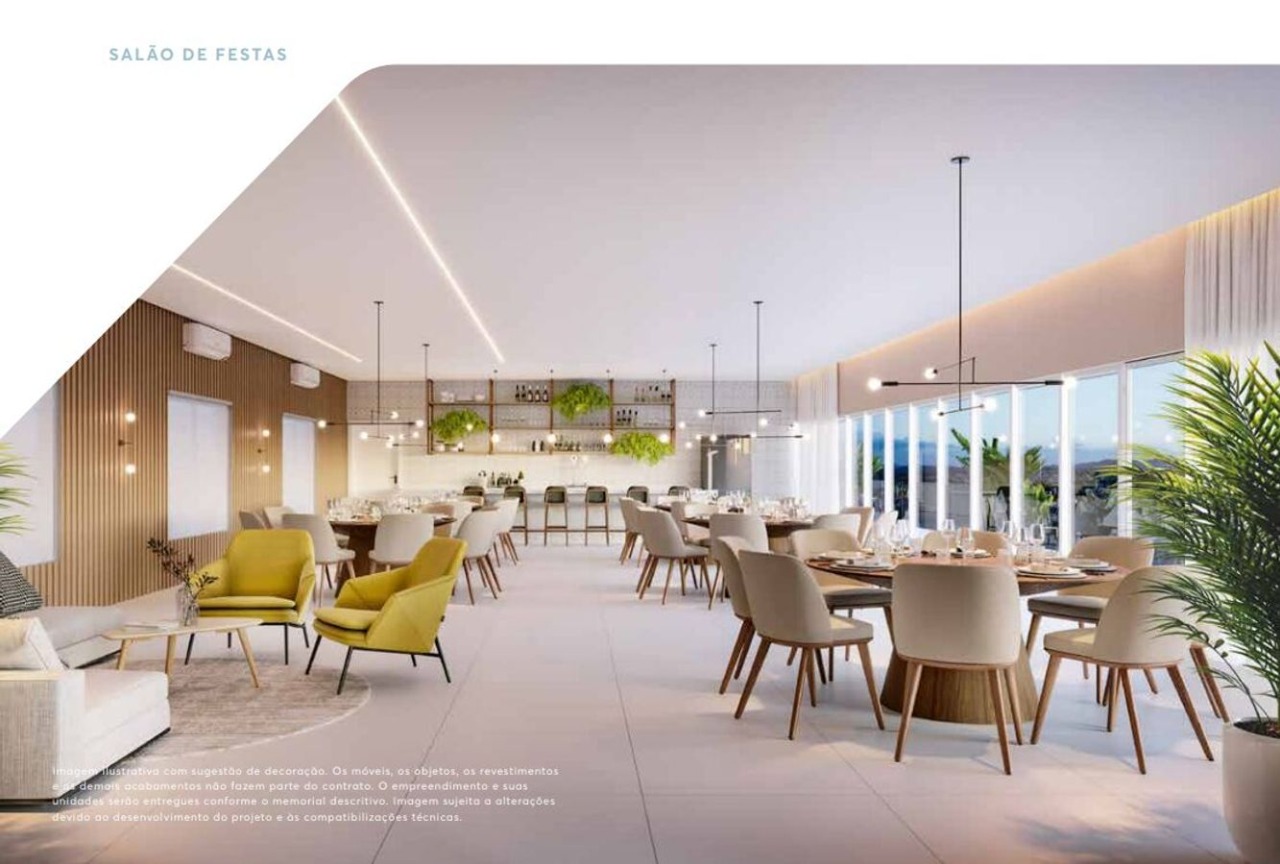 SALÃO DE FESTAS
Imagem ilustrativa com sugestão de decoração. Os móveis, os objetos, os revestimentos
e as demais acabamentos não fazem parte do contrato. O empreendimento e suas
unidades serão entregues conforme o memorial descritivo. Imagem sujeito a alterações
devido ao desenvolvimento do projeto e às compatibilizações técnicas.